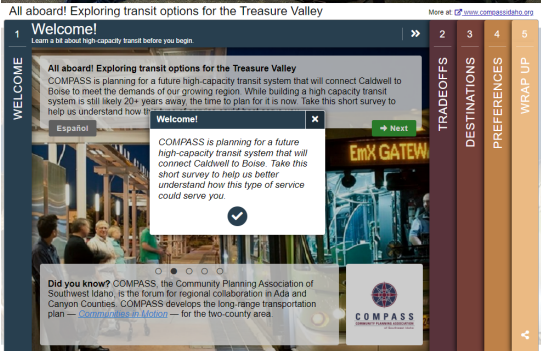 All aboard! Exploring transit options for the Treasure Valley
More at: www.compassidaho.org
1
Welcome!
Learn a bit about high-capacity transit before you begin.
»
2
3
4
5
WELCOME
TRADEOFFS
DESTINATIONS
PREFERENCES
WRAP UP
All aboard! Exploring transit options for the Treasure Valley
COMPASS is planning for a future high-capacity transit system that will connect Caldwell to
Boise to meet the demands of our growing region. While building a high capacity transit
system is still likely 20+ years away, the time to plan for it is now. Take this short survey to
help us understand how th
Español
Next
Welcome!
×
COMPASS is planning for a future
high-capacity transit system that will
connect Caldwell to Boise. Take this
short survey to help us better
understand how this type of service
could serve you.
EmX GATEW
Did you know? COMPASS, the Community Planning Association of
Southwest Idaho, is the forum for regional collaboration in Ada and
Canyon Counties. COMPASS develops the long-range transportation
plan — Communities in Motion — for the two-county area.
COMPASS
COMMUNITY PLANNING ASSOCIATION